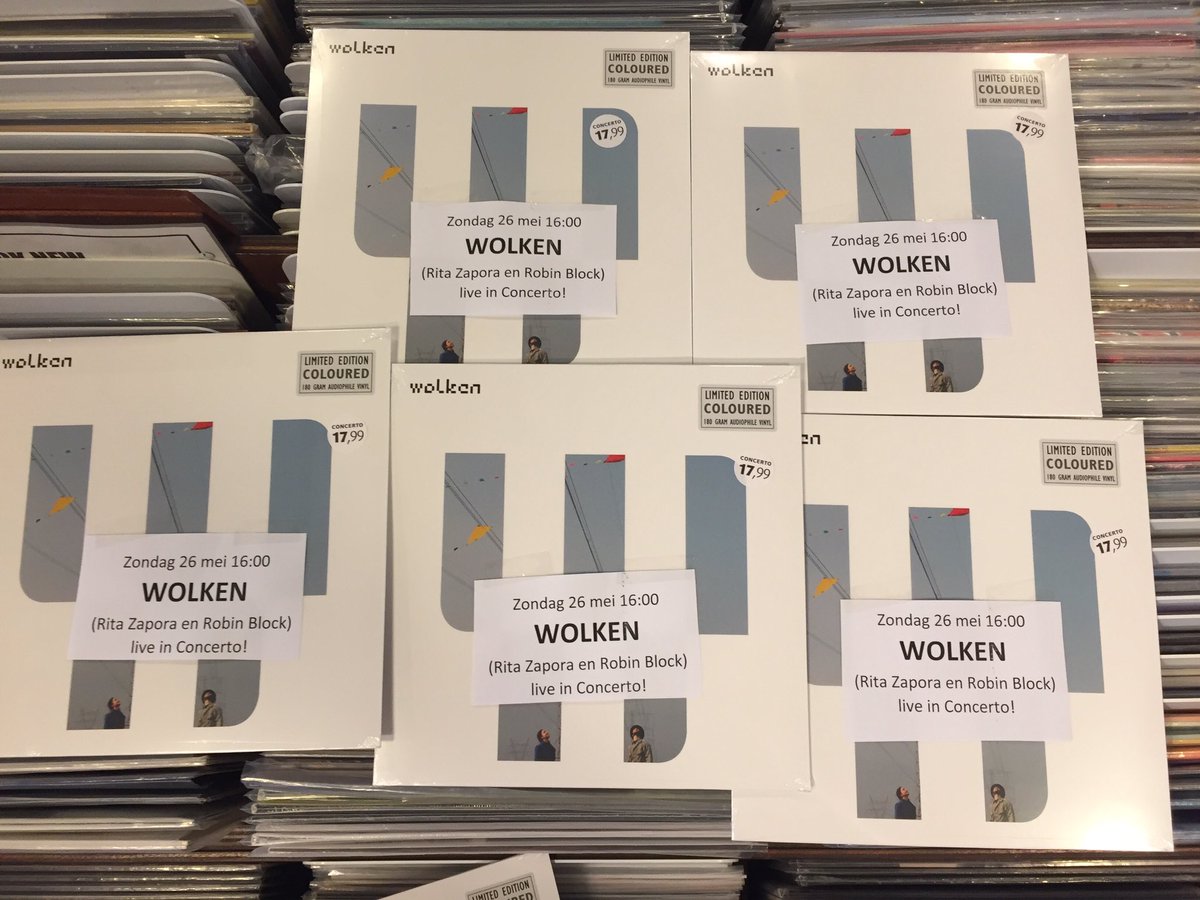 wolken
LIMITED EDITION
COLOURED
180 GRAM AUDIOPHILE VINYL
CONCERTO
17,99
Zondag 26 mei 16:00
WOLKEN
(Rita Zapora en Robin Block)
live in Concerto!
wolken
LIMITED EDITION
COLOURED
180 GRAM AUDIOPHILE VINYL
CONCERTO
17,99
Zondag 26 mei 16:00
WOLKEN
(Rita Zapora en Robin Block)
live in Concerto!
NEW
wolken
LIMITED EDITION
COLOURED
180 GRAM AUDIOPHILE VINYL
CONCERTO
17,99
Zondag 26 mei 16:00
WOLKEN
(Rita Zapora en Robin Block)
live in Concerto!
wolken
LIMITED EDITION
COLOURED
180 GRAM AUDIOPHILE VINYL
CONCERTO
17,99
Zondag 26 mei 16:00
WOLKEN
(Rita Zapora en Robin Block)
live in Concerto!
en
LIMITED EDITION
COLOURED
180 GRAM AUDIOPHILE VINYL
CONCERTO
17,99
Zondag 26 mei 16:00
WOLKEN
(Rita Zapora en Robin Block)
live in Concerto!
LIMITED EDITION